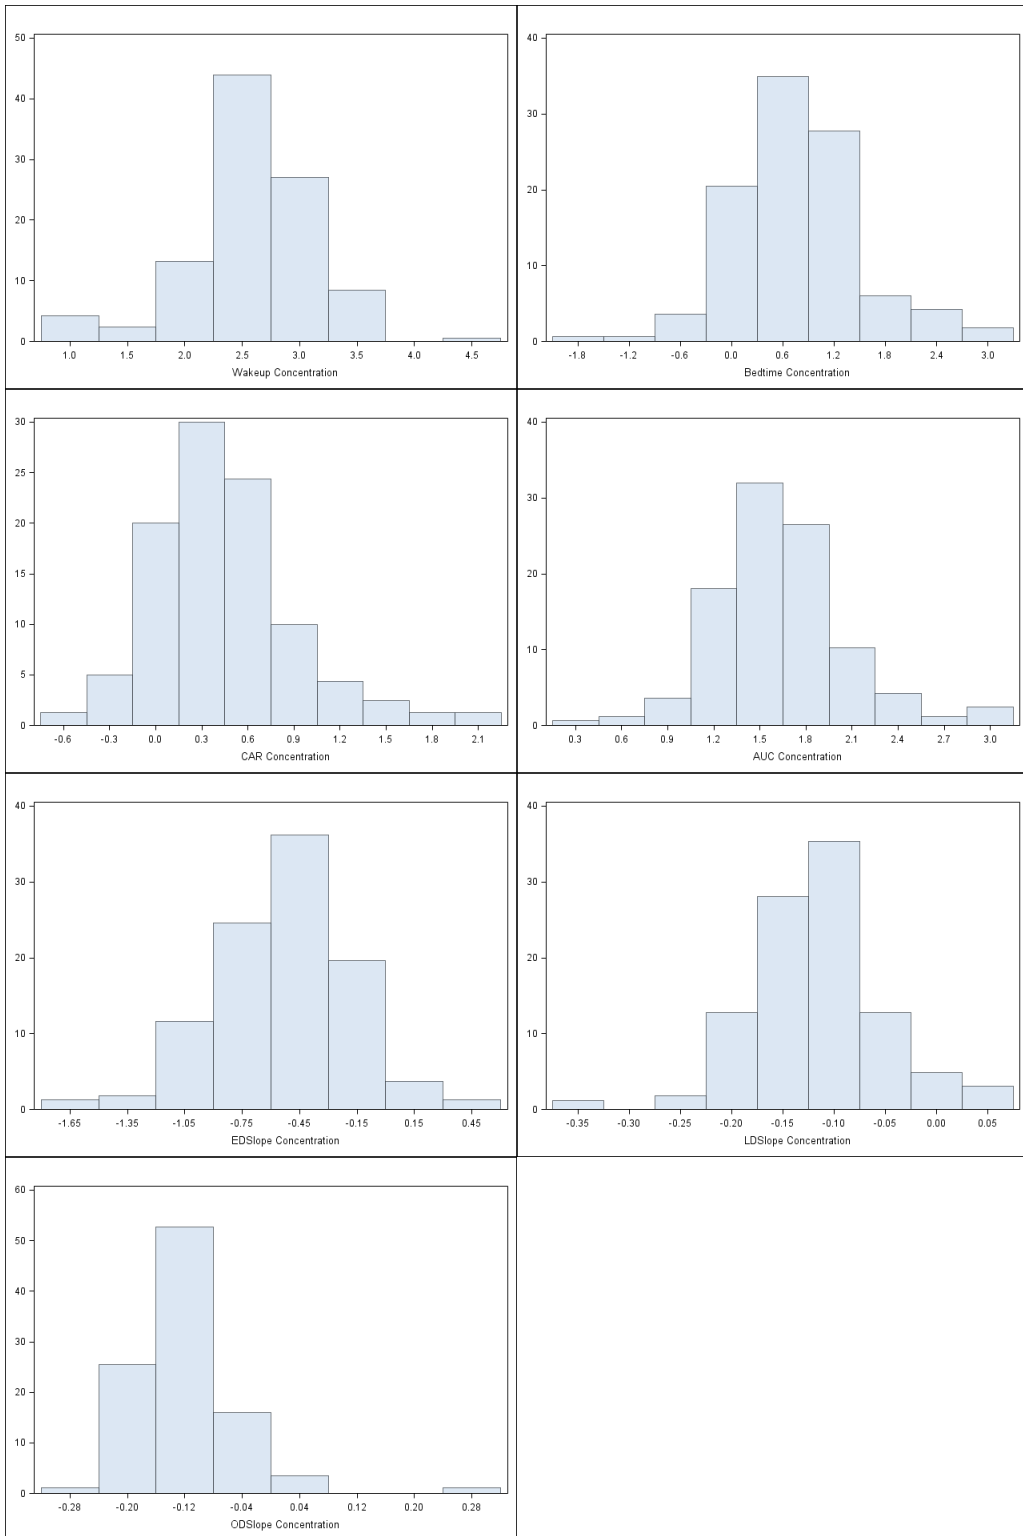 50
40
30
20
10
0
1.0 1.5 2.0 2.5 3.0 3.5 4.0 4.5
Wakeup Concentration
40
30
20
10
0
-1.8 -1.2 -0.6 0.0 0.6 1.2 1.8 2.4 3.0
Bedtime Concentration
30
25
20
15
10
5
0
-0.6 -0.3 0.0 0.3 0.6 0.9 1.2 1.5 1.8 2.1
CAR Concentration
40
30
20
10
0
0.3 0.6 0.9 1.2 1.5 1.8 2.1 2.4 2.7 3.0
AUC Concentration
40
30
20
10
0
-1.65 -1.35 -1.05 -0.75 -0.45 -0.15 0.15 0.45
EDSlope Concentration
40
30
20
10
0
-0.35 -0.30 -0.25 -0.20 -0.15 -0.10 -0.05 0.00 0.05
LDSlope Concentration
60
50
40
30
20
10
0
-0.28 -0.20 -0.12 -0.04 0.04 0.12 0.20 0.28
ODSlope Concentration